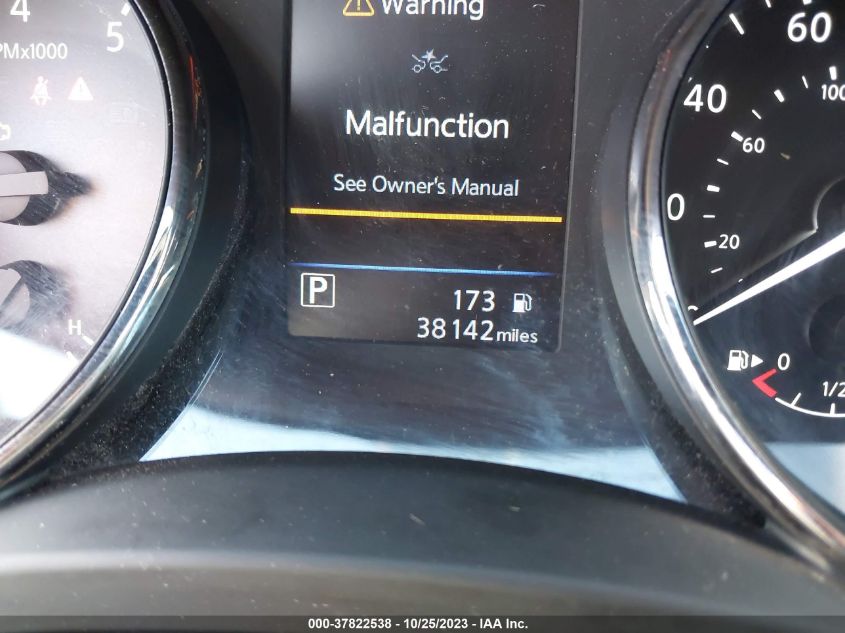 4
5
PMx1000
H
Warning
Malfunction
See Owner's Manual
P
173
38142 miles
60
40
100
60
0
20
0
1/2
000-37822538 - 10/25/2023 - IAA Inc.